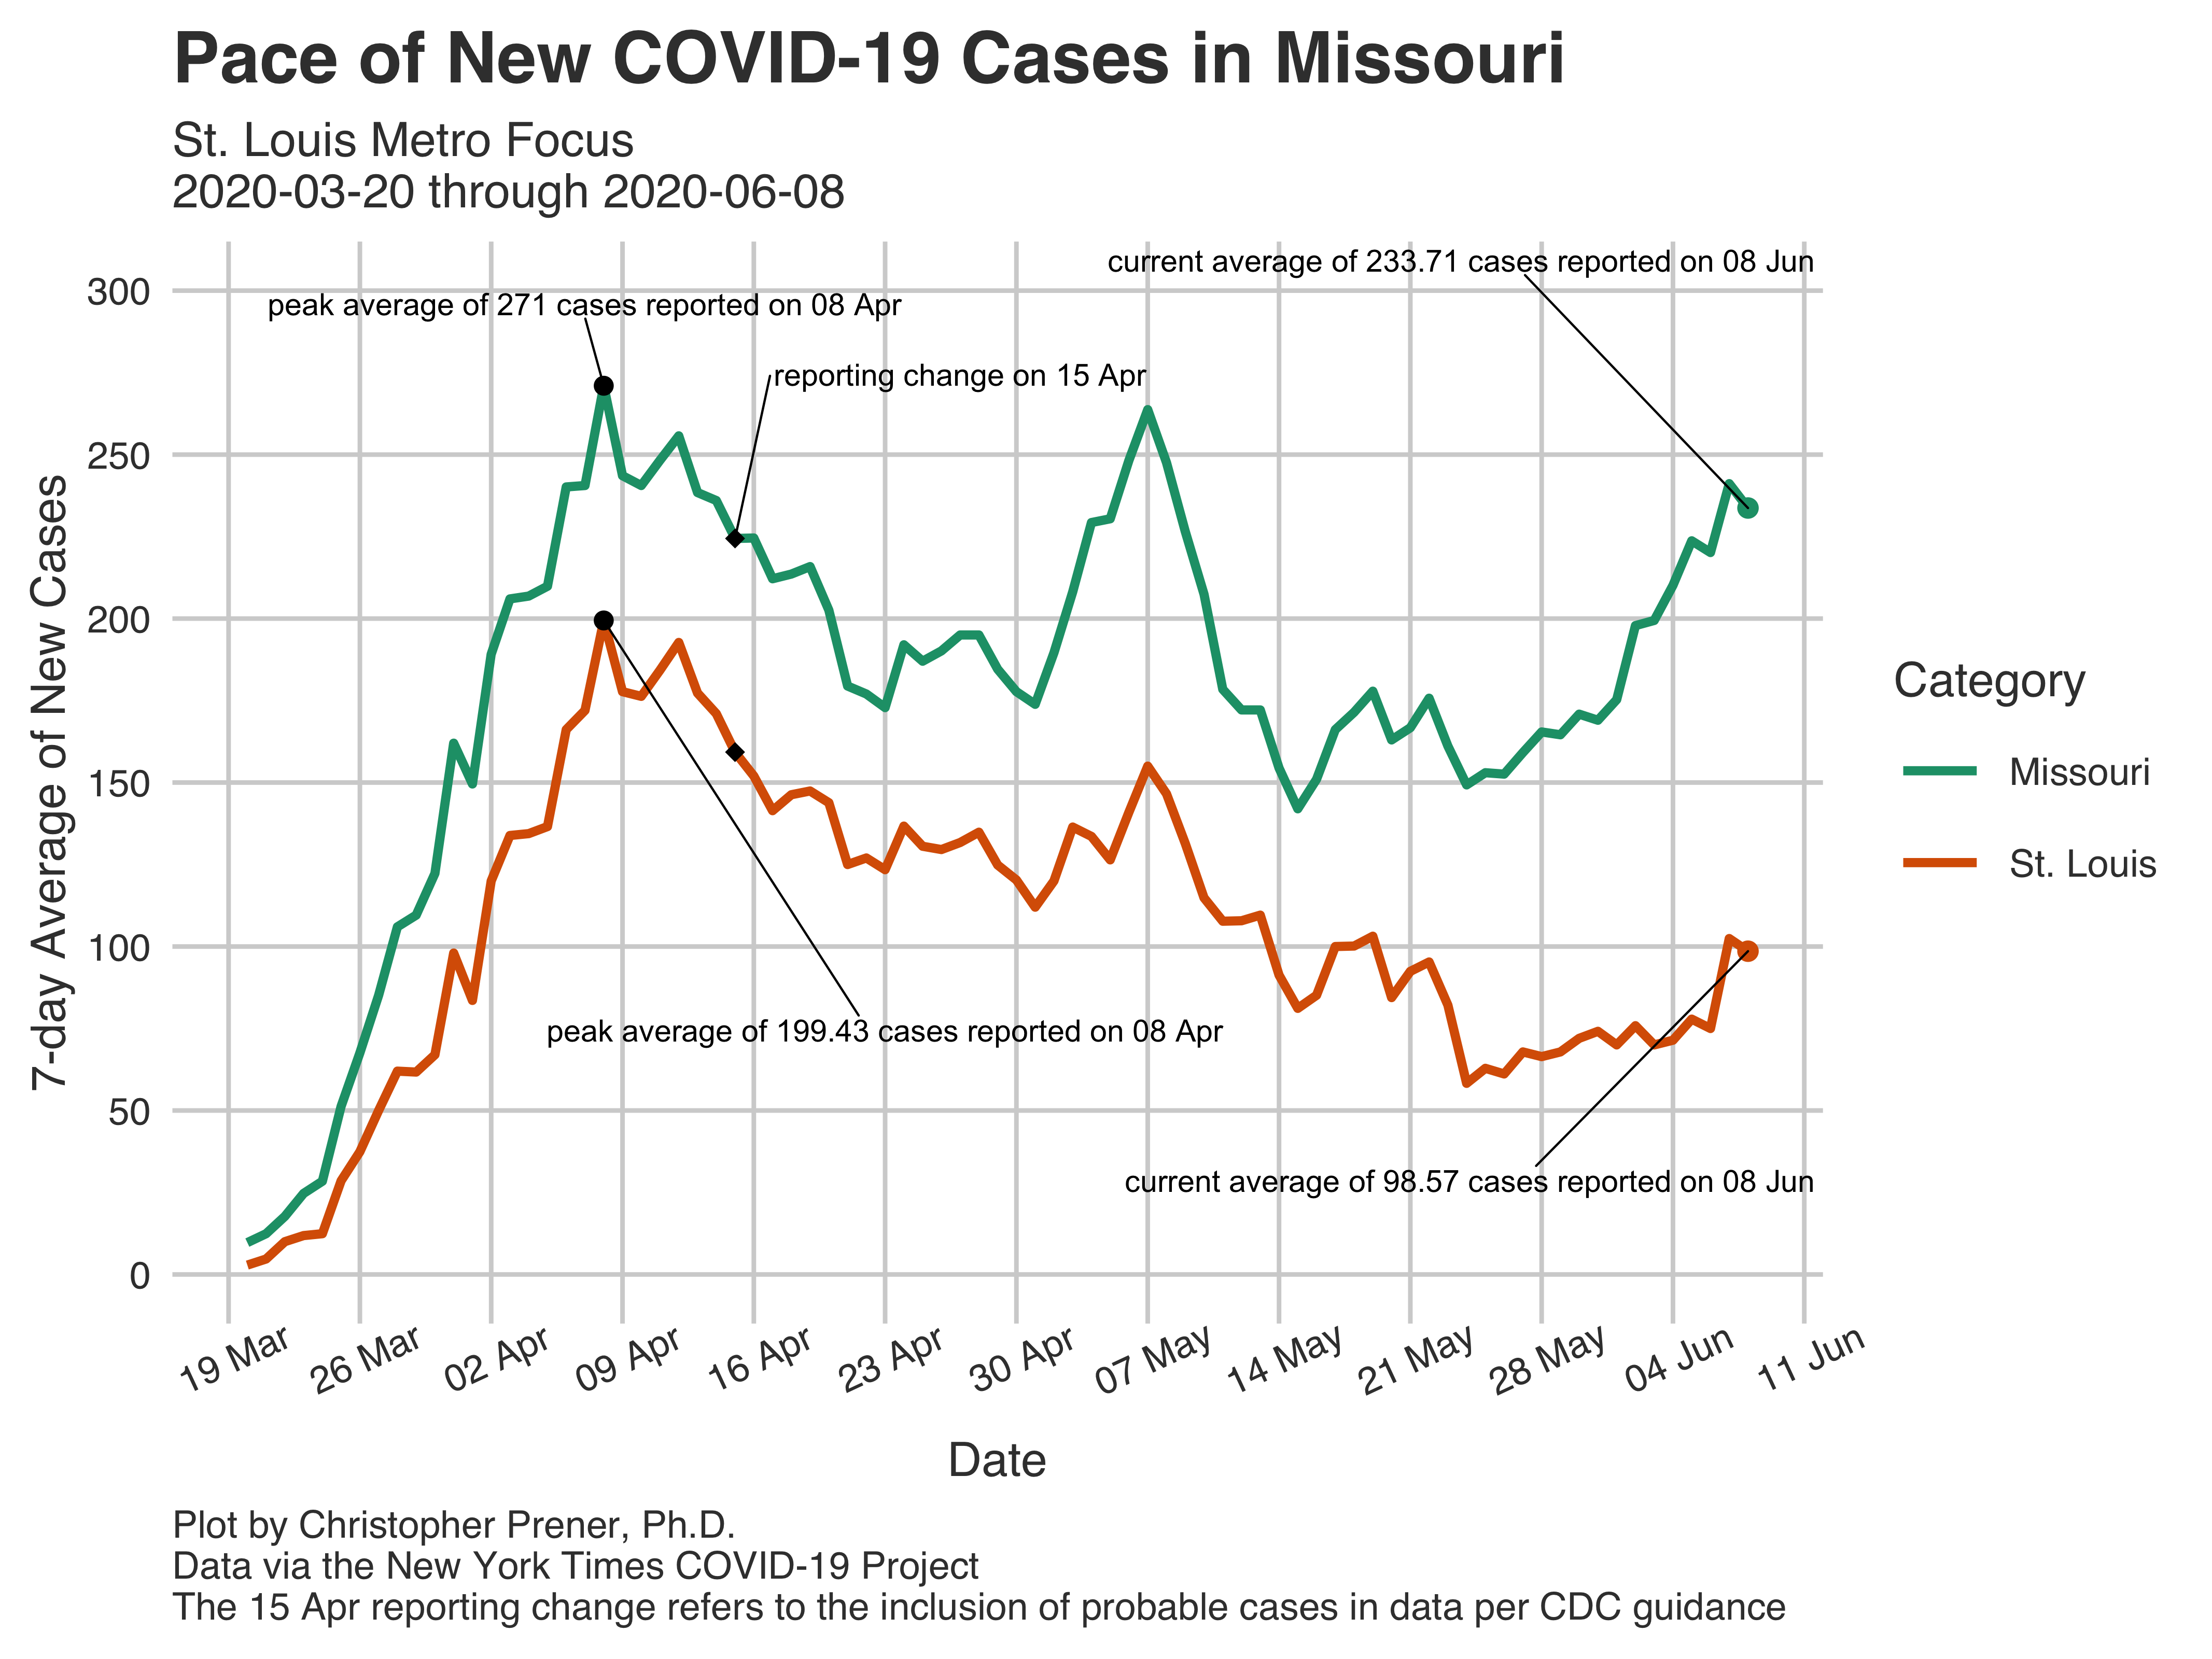 Pace of New COVID-19 Cases in Missouri
St. Louis Metro Focus
2020-03-20 through 2020-06-08
current average of 233.71 cases reported on 08 Jun
peak average of 271 cases reported on 08 Apr
reporting change on 15 Apr
peak average of 199.43 cases reported on 08 Apr
current average of 98.57 cases reported on 08 Jun
7-day Average of New Cases
300
250
200
150
100
50
0
19 Mar
26 Mar
02 Apr
09 Apr
16 Apr
23 Apr
30 Apr
07 May
14 May
21 May
28 May
04 Jun
11 Jun
Date
Category
Missouri
St. Louis
Plot by Christopher Prener, Ph.D.
Data via the New York Times COVID-19 Project
The 15 Apr reporting change refers to the inclusion of probable cases in data per CDC guidance